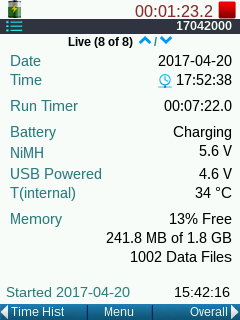 00:01:23.2
17042000
Live (8 of 8) /
Date 2017-04-20
Time 17:52:38
Run Timer 00:07:22.0
Battery Charging
NiMH 5.6 V
USB Powered 4.6 V
T(internal) 34 °C
Memory 13% Free
241.8 MB of 1.8 GB
1002 Data Files
Started 2017-04-20 15:42:16
Time Hist Menu Overall